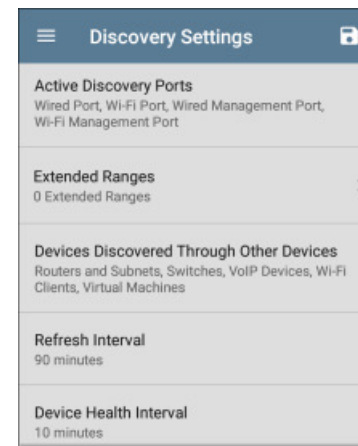 Discovery Settings
Active Discovery Ports
Wired Port, Wi-Fi Port, Wired Management Port,
Wi-Fi Management Port
Extended Ranges
0 Extended Ranges
Devices Discovered Through Other Devices
Routers and Subnets, Switches, VoIP Devices, Wi-Fi
Clients, Virtual Machines
Refresh Interval
90 minutes
Device Health Interval
10 minutes